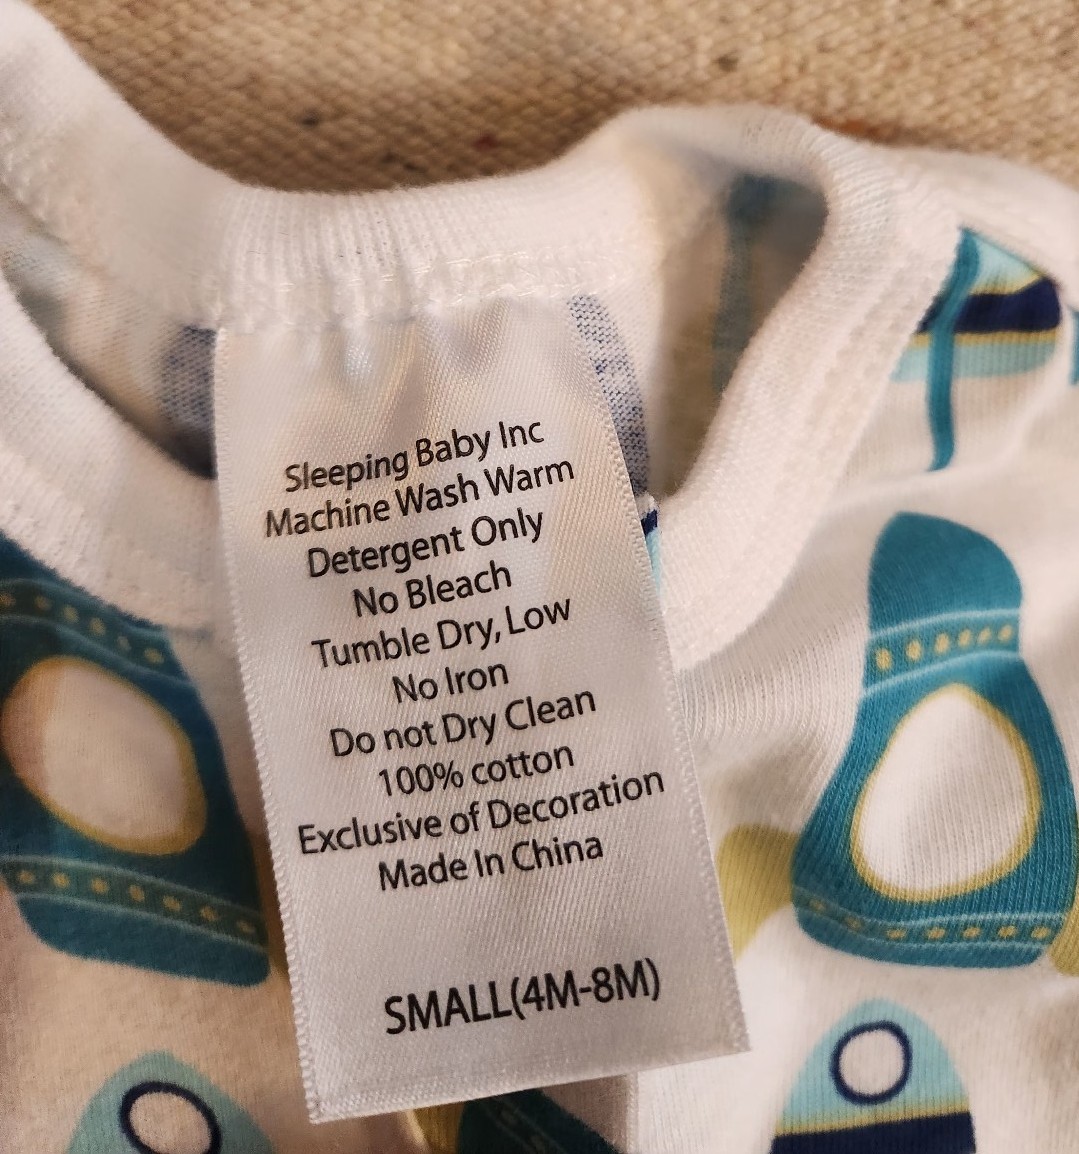 Sleeping Baby Inc
Machine Wash Warm
Detergent Only
No Bleach
Tumble Dry, Low
No Iron
Do not Dry Clean
100% cotton
Exclusive of Decoration
Made In China
SMALL(4M-8M)